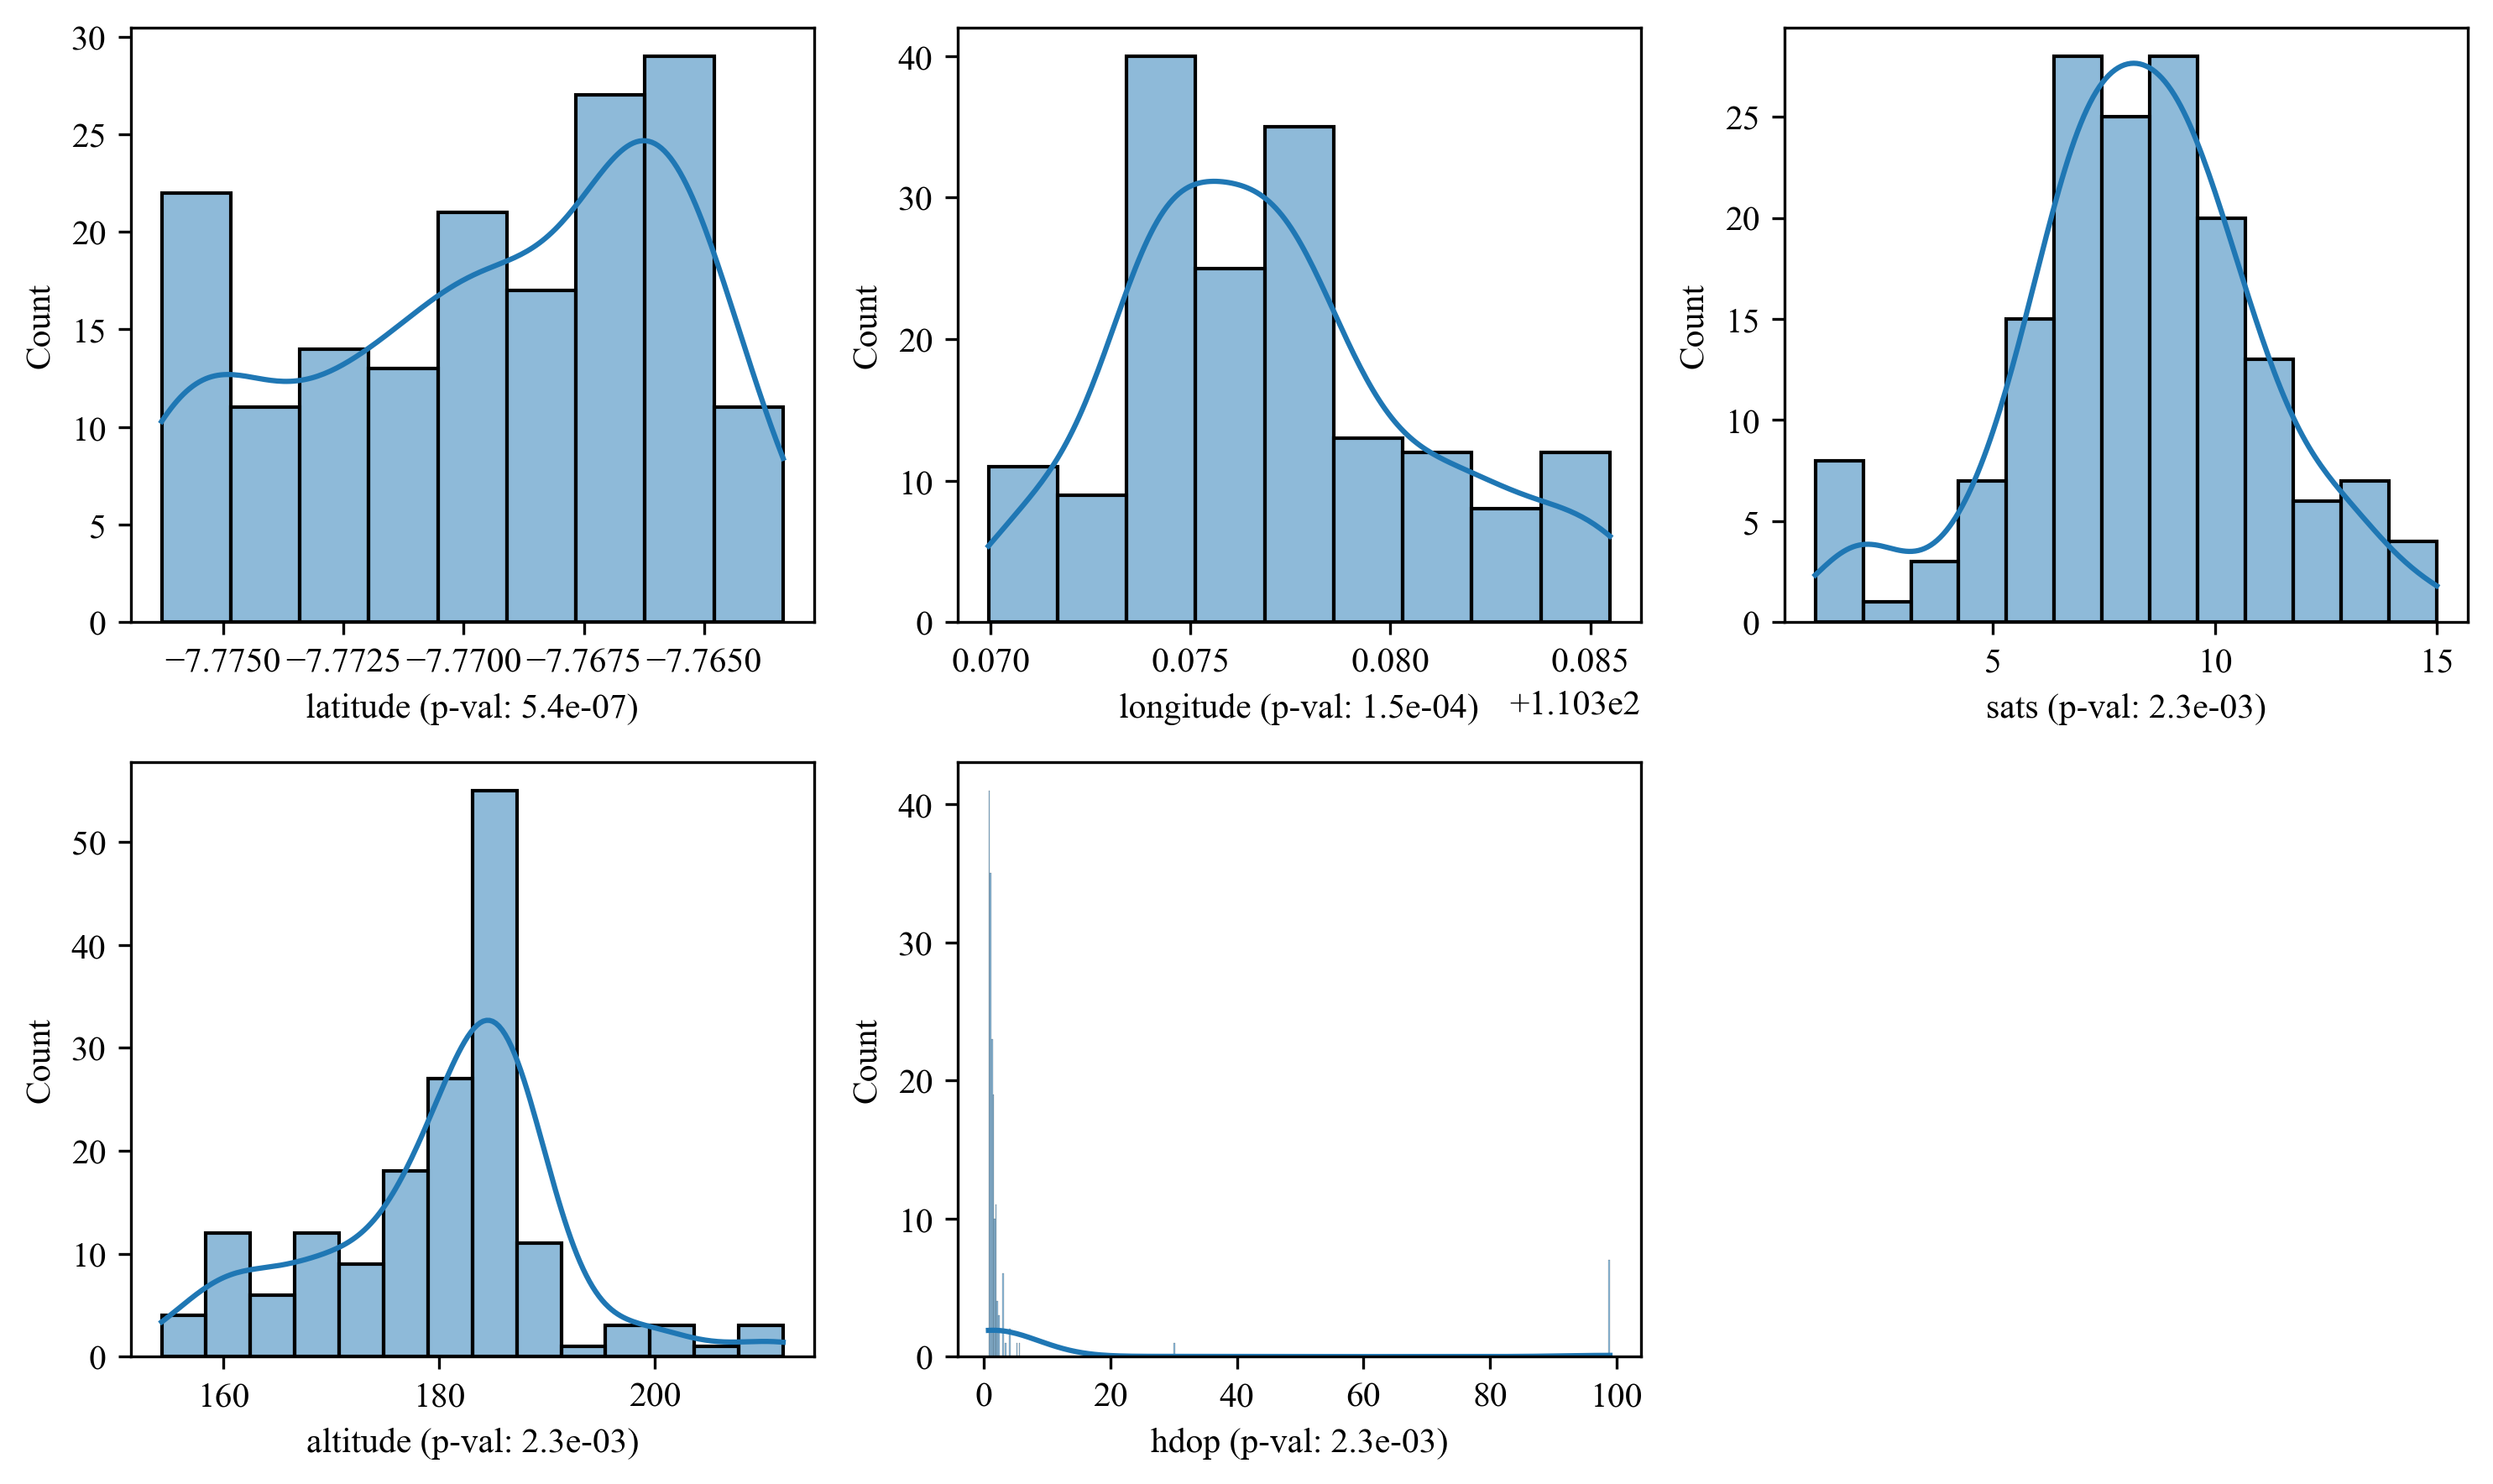 30
25
20
15
10
5
0
Count
−7.7750 −7.7725 −7.7700 −7.7675 −7.7650
latitude (p-val: 5.4e-07)
40
30
20
10
0
Count
0.070 0.075 0.080 0.085
longitude (p-val: 1.5e-04) +1.103e2
25
20
15
10
5
0
Count
5 10 15
sats (p-val: 2.3e-03)
50
40
30
20
10
0
Count
160 180 200
altitude (p-val: 2.3e-03)
40
30
20
10
0
Count
0 20 40 60 80 100
hdop (p-val: 2.3e-03)